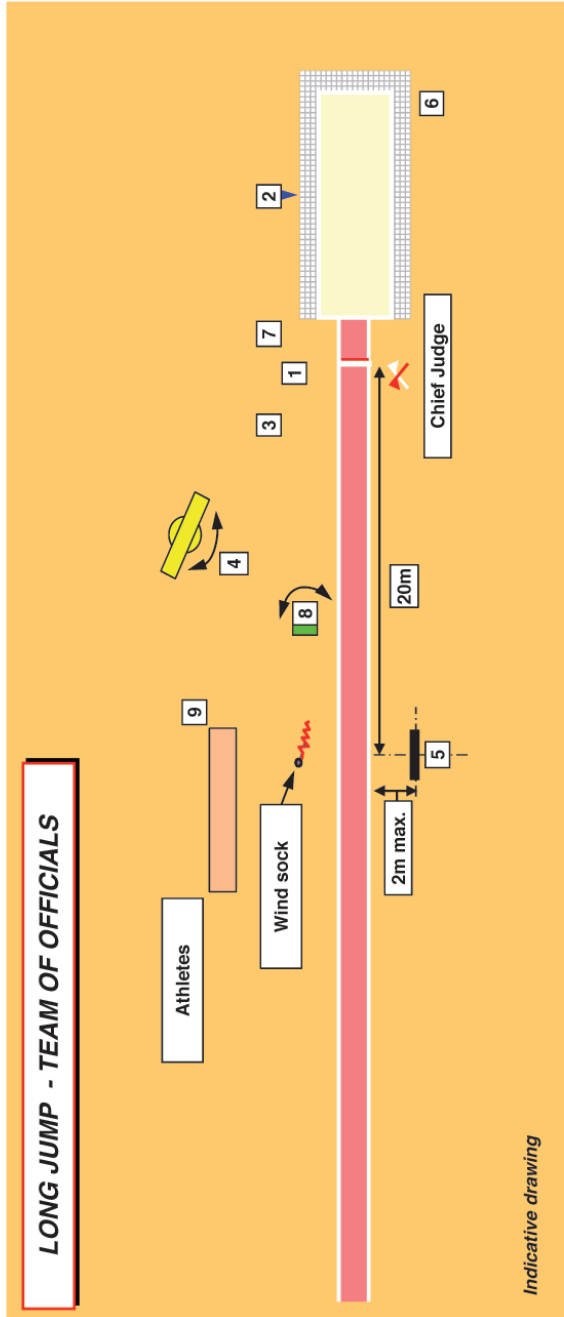 LONG JUMP - TEAM OF OFFICIALS
Athletes
9
4
2
Wind sock
8
3
1
7
20m
2m max.
5
Chief Judge
6
Indicative drawing